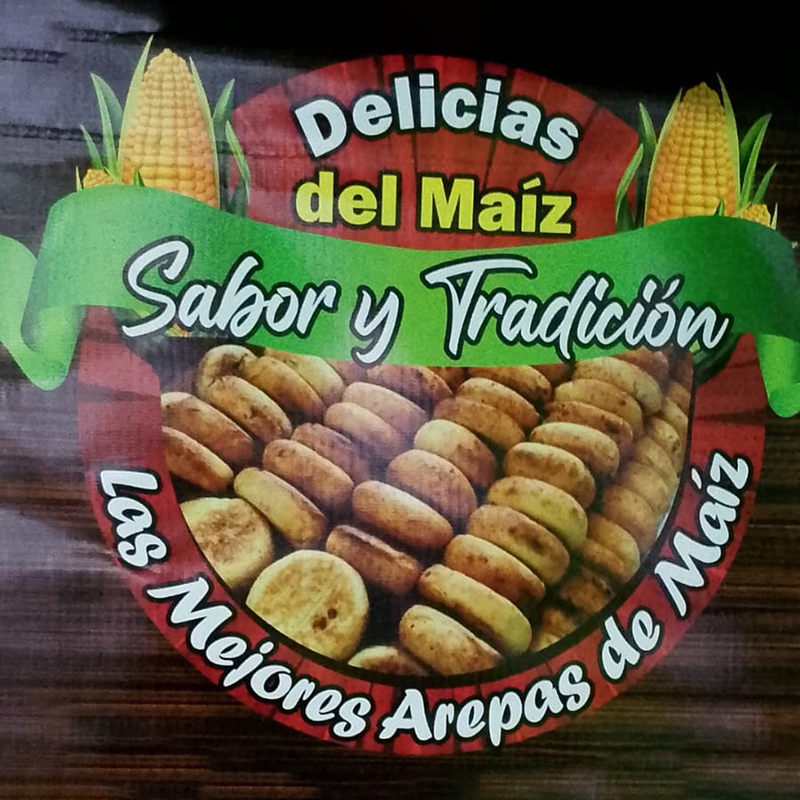 Delicias
del Maíz
Sabor y Tradición
Las Mejores Arepas de Maíz